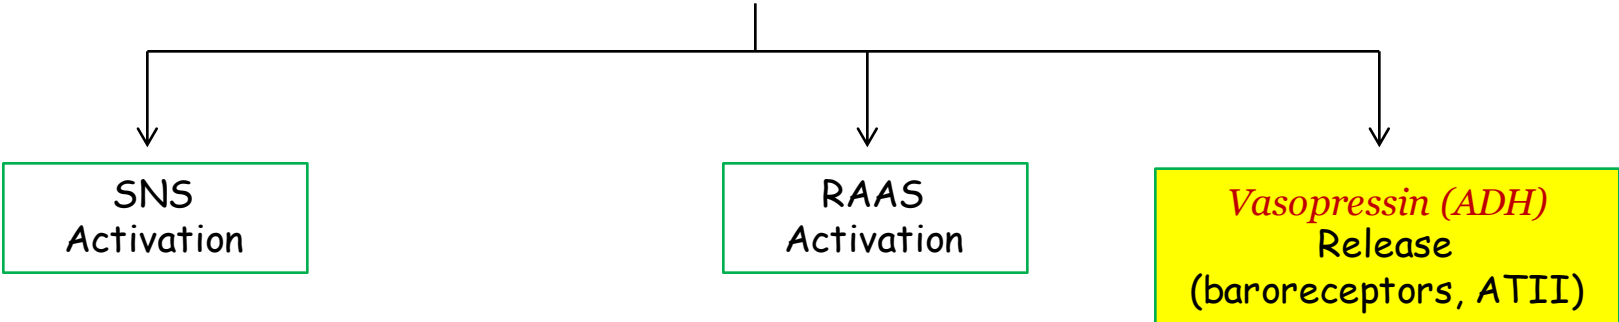 SNS
Activation
RAAS
Activation
Vasopressin (ADH)
Release
(baroreceptors, ATII)